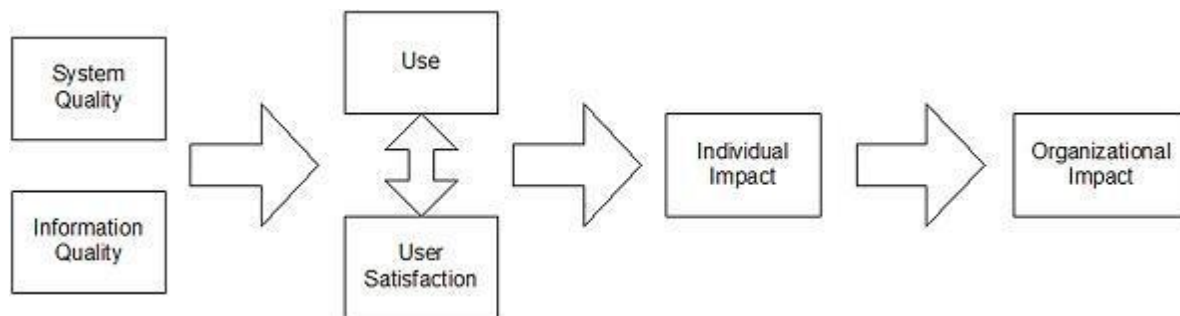 System
Quality
Information
Quality
Use
User
Satisfaction
Individual
Impact
Organizational
Impact